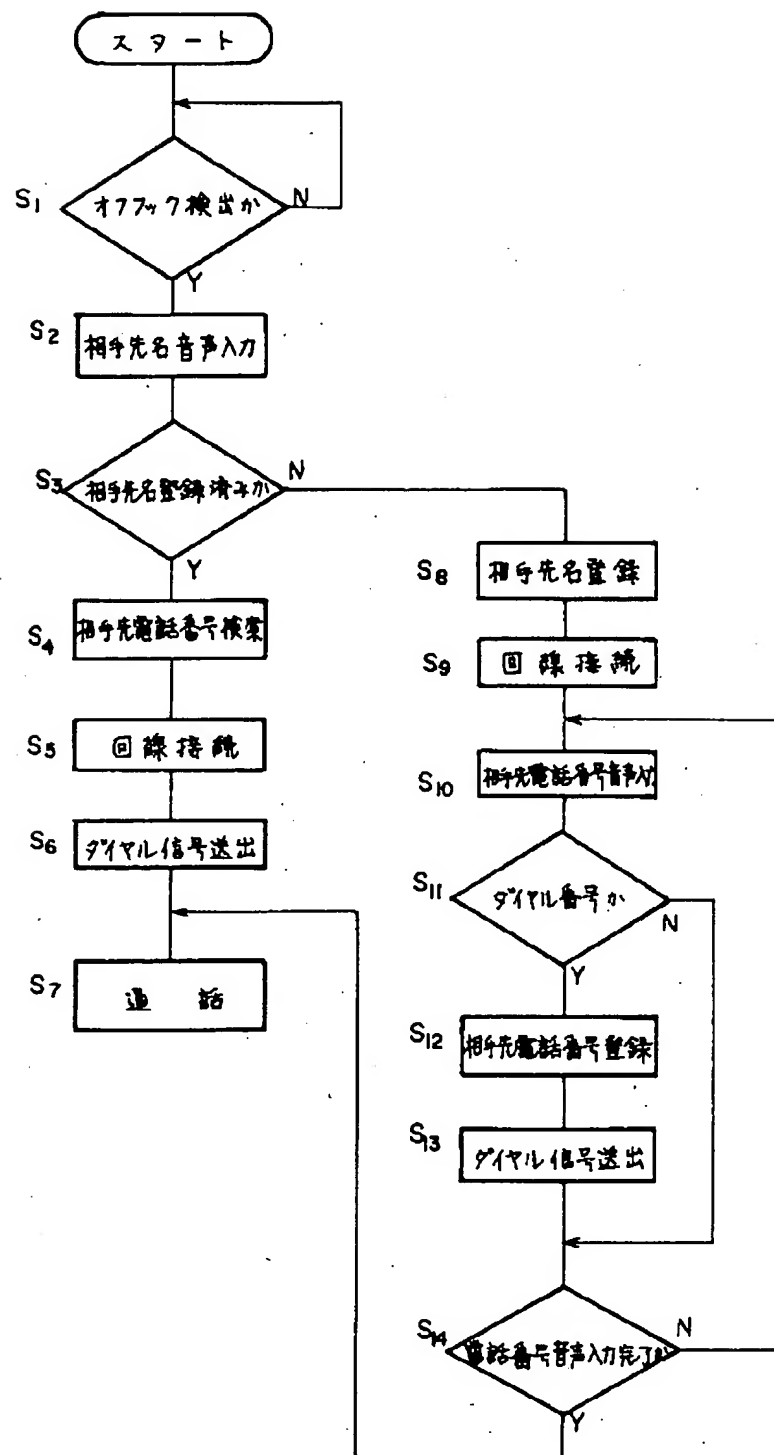 スタート
S1 オフフック検出か N
Y
S2 相手先名音声入力
S3 相手先名登録済みか N
Y
S4 相手先電話番号検索
S5 回線接続
S6 ダイヤル信号送出
S7 通話
S8 相手先名登録
S9 回線接続
S10 相手先電話番号音声入力
S11 ダイヤル番号か N
Y
S12 相手先電話番号登録
S13 ダイヤル信号送出
S14 電話番号音声入力完了か N
Y